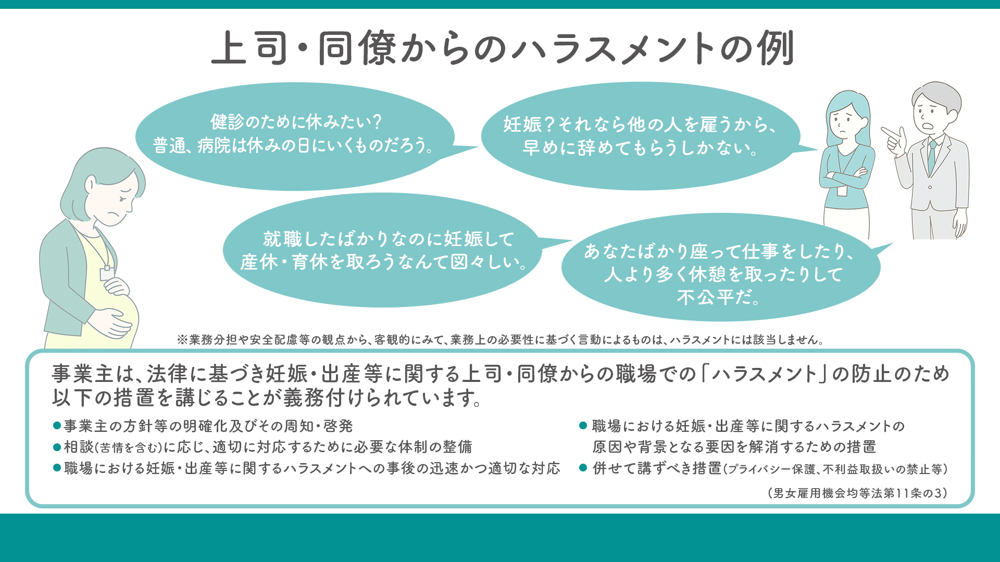 上司・同僚からのハラスメントの例
健診のために休みたい？
普通、病院は休みの日にいくものだろう。
妊娠？それなら他の人を雇うから、
早めに辞めてもらうしかない。
就職したばかりなのに妊娠して
産休・育休を取ろうなんて図々しい。
あなたばかり座って仕事をしたり、
人より多く休憩を取ったりして
不公平だ。
※業務分担や安全配慮等の観点から、客観的にみて、業務上の必要性に基づく言動によるものは、ハラスメントには該当しません。
事業主は、法律に基づき妊娠・出産等に関する上司・同僚からの職場での「ハラスメント」の防止のため
以下の措置を講じることが義務付けられています。
●事業主の方針等の明確化及びその周知・啓発
●相談(苦情を含む)に応じ、適切に対応するために必要な体制の整備
●職場における妊娠・出産等に関するハラスメントへの事後の迅速かつ適切な対応
●職場における妊娠・出産等に関するハラスメントの
原因や背景となる要因を解消するための措置
●併せて講ずべき措置(プライバシー保護、不利益取扱いの禁止等)
(男女雇用機会均等法第11条の3)